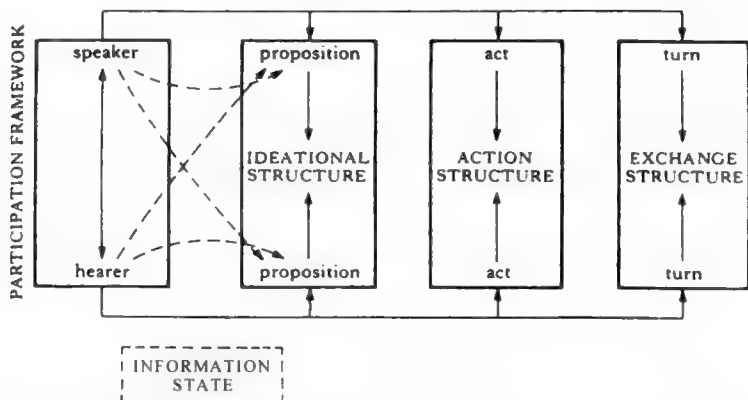 PARTICIPATION FRAMEWORK
speaker
hearer
proposition
IDEATIONAL
STRUCTURE
proposition
act
ACTION
STRUCTURE
act
turn
EXCHANGE
STRUCTURE
turn
INFORMATION
STATE